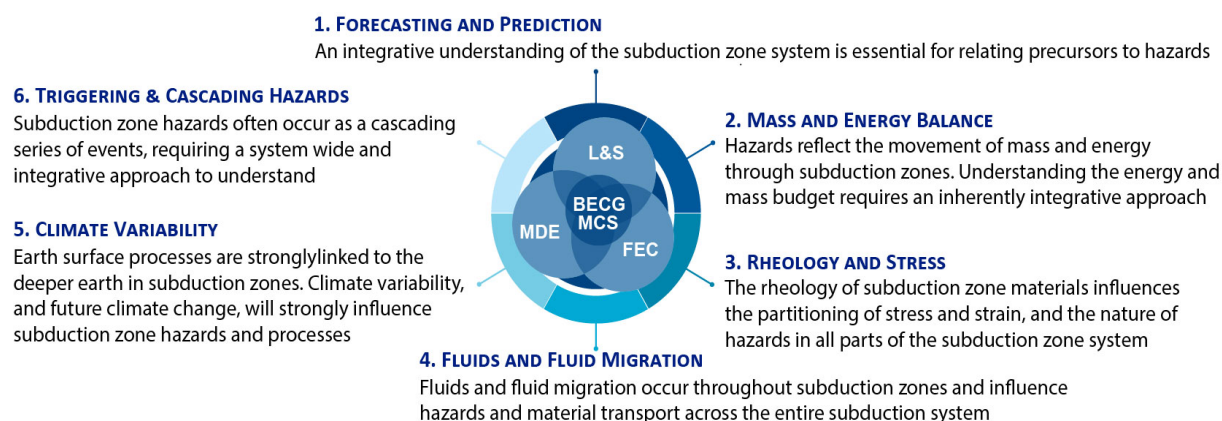 1. FORECASTING AND PREDICTION
An integrative understanding of the subduction zone system is essential for relating precursors to hazards
6. TRIGGERING & CASCADING HAZARDS
Subduction zone hazards often occur as a cascading
series of events, requiring a system wide and
integrative approach to understand
2. MASS AND ENERGY BALANCE
Hazards reflect the movement of mass and energy
through subduction zones. Understanding the energy and
mass budget requires an inherently integrative approach
L&S
BECG
MCS
MDE
FEC
5. CLIMATE VARIABILITY
Earth surface processes are stronglylinked to the
deeper earth in subduction zones. Climate variability,
and future climate change, will strongly influence
subduction zone hazards and processes
3. RHEOLOGY AND STRESS
The rheology of subduction zone materials influences
the partitioning of stress and strain, and the nature of
hazards in all parts of the subduction zone system
4. FLUIDS AND FLUID MIGRATION
Fluids and fluid migration occur throughout subduction zones and influence
hazards and material transport across the entire subduction system